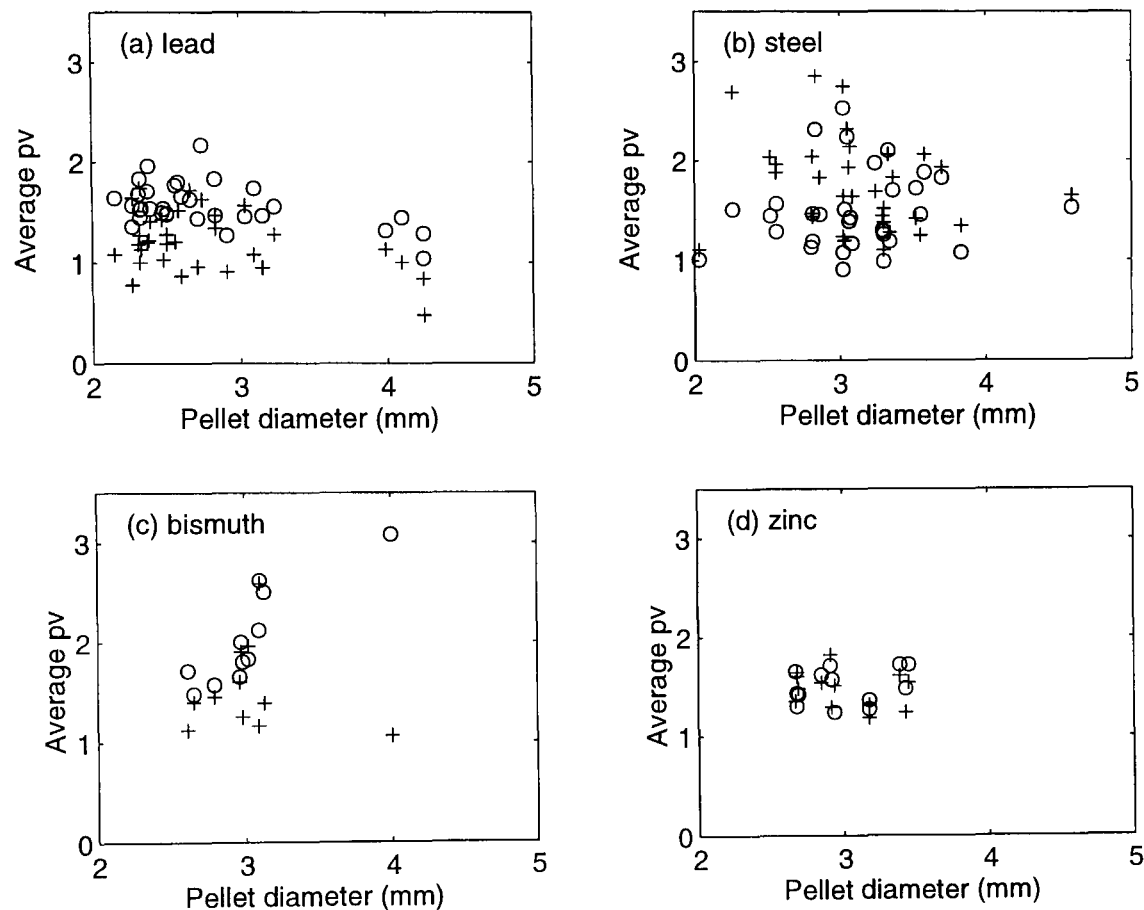 (a) lead
3
2
1
0
Average pv
2 3 4 5
Pellet diameter (mm)
(b) steel
3
2
1
0
Average pv
2 3 4 5
Pellet diameter (mm)
(c) bismuth
3
2
1
0
Average pv
2 3 4 5
Pellet diameter (mm)
(d) zinc
3
2
1
0
Average pv
2 3 4 5
Pellet diameter (mm)